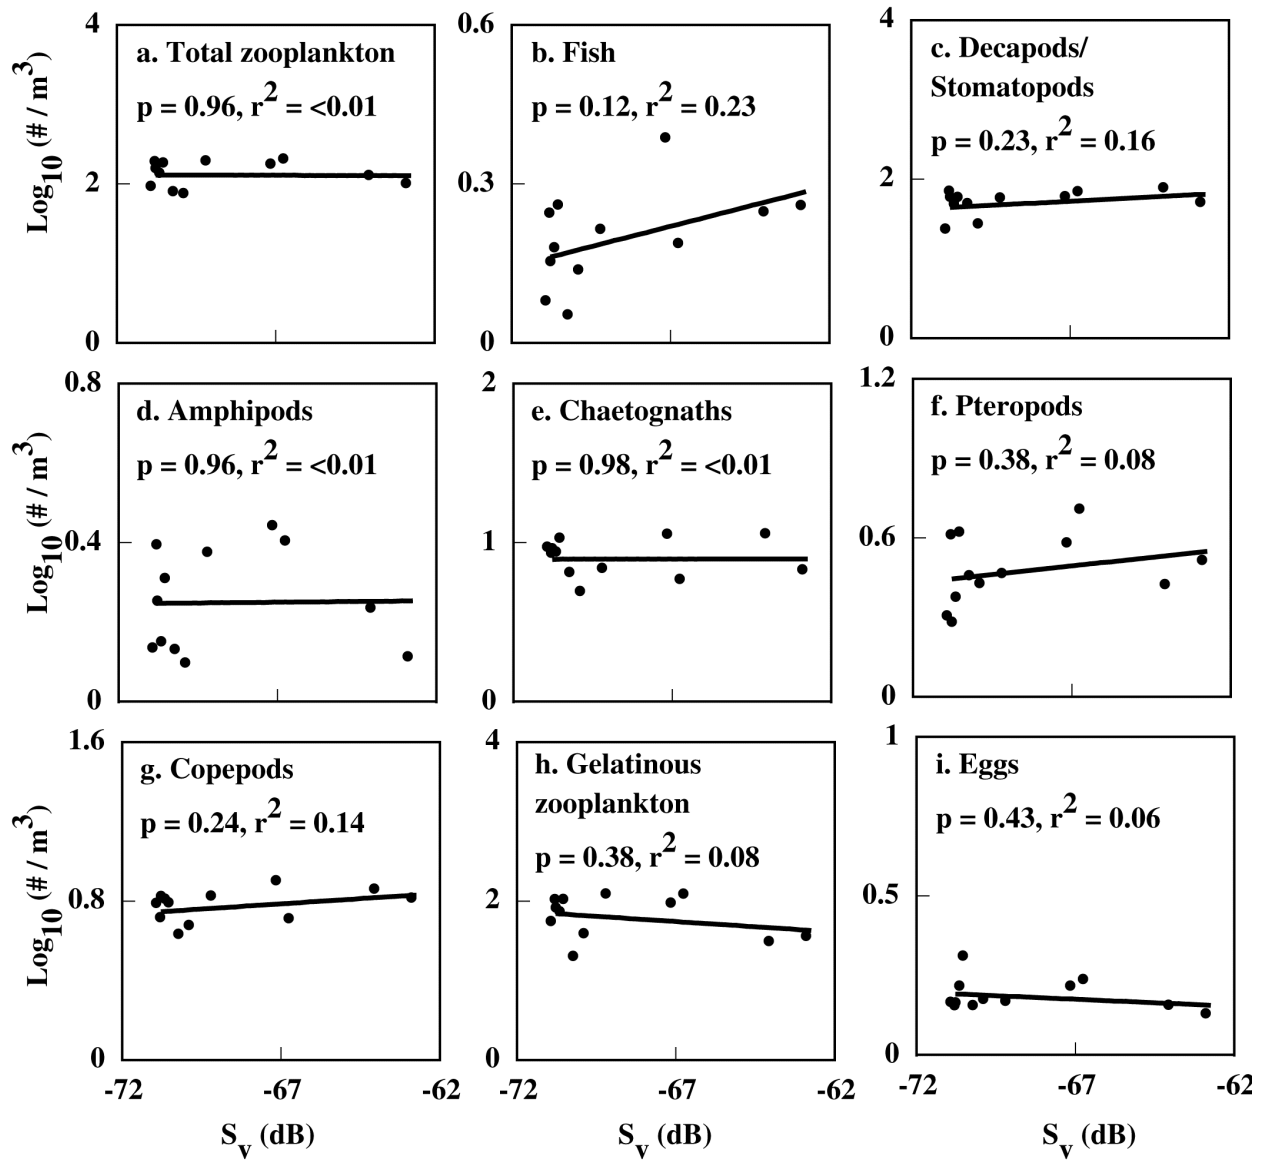 4
a. Total zooplankton
p = 0.96, r2 = <0.01
2
0
Log10 (# / m3)
0.6
b. Fish
p = 0.12, r2 = 0.23
0.3
0
4
c. Decapods/
Stomatopods
p = 0.23, r2 = 0.16
2
0
0.8
d. Amphipods
p = 0.96, r2 = <0.01
0.4
0
Log10 (# / m3)
2
e. Chaetognaths
p = 0.98, r2 = <0.01
1
0
1.2
f. Pteropods
p = 0.38, r2 = 0.08
0.6
0
1.6
g. Copepods
p = 0.24, r2 = 0.14
0.8
0
Log10 (# / m3)
-72 -67 -62
Sv (dB)
4
h. Gelatinous
zooplankton
p = 0.38, r2 = 0.08
2
0
-72 -67 -62
Sv (dB)
1
i. Eggs
p = 0.43, r2 = 0.06
0.5
0
-72 -67 -62
Sv (dB)